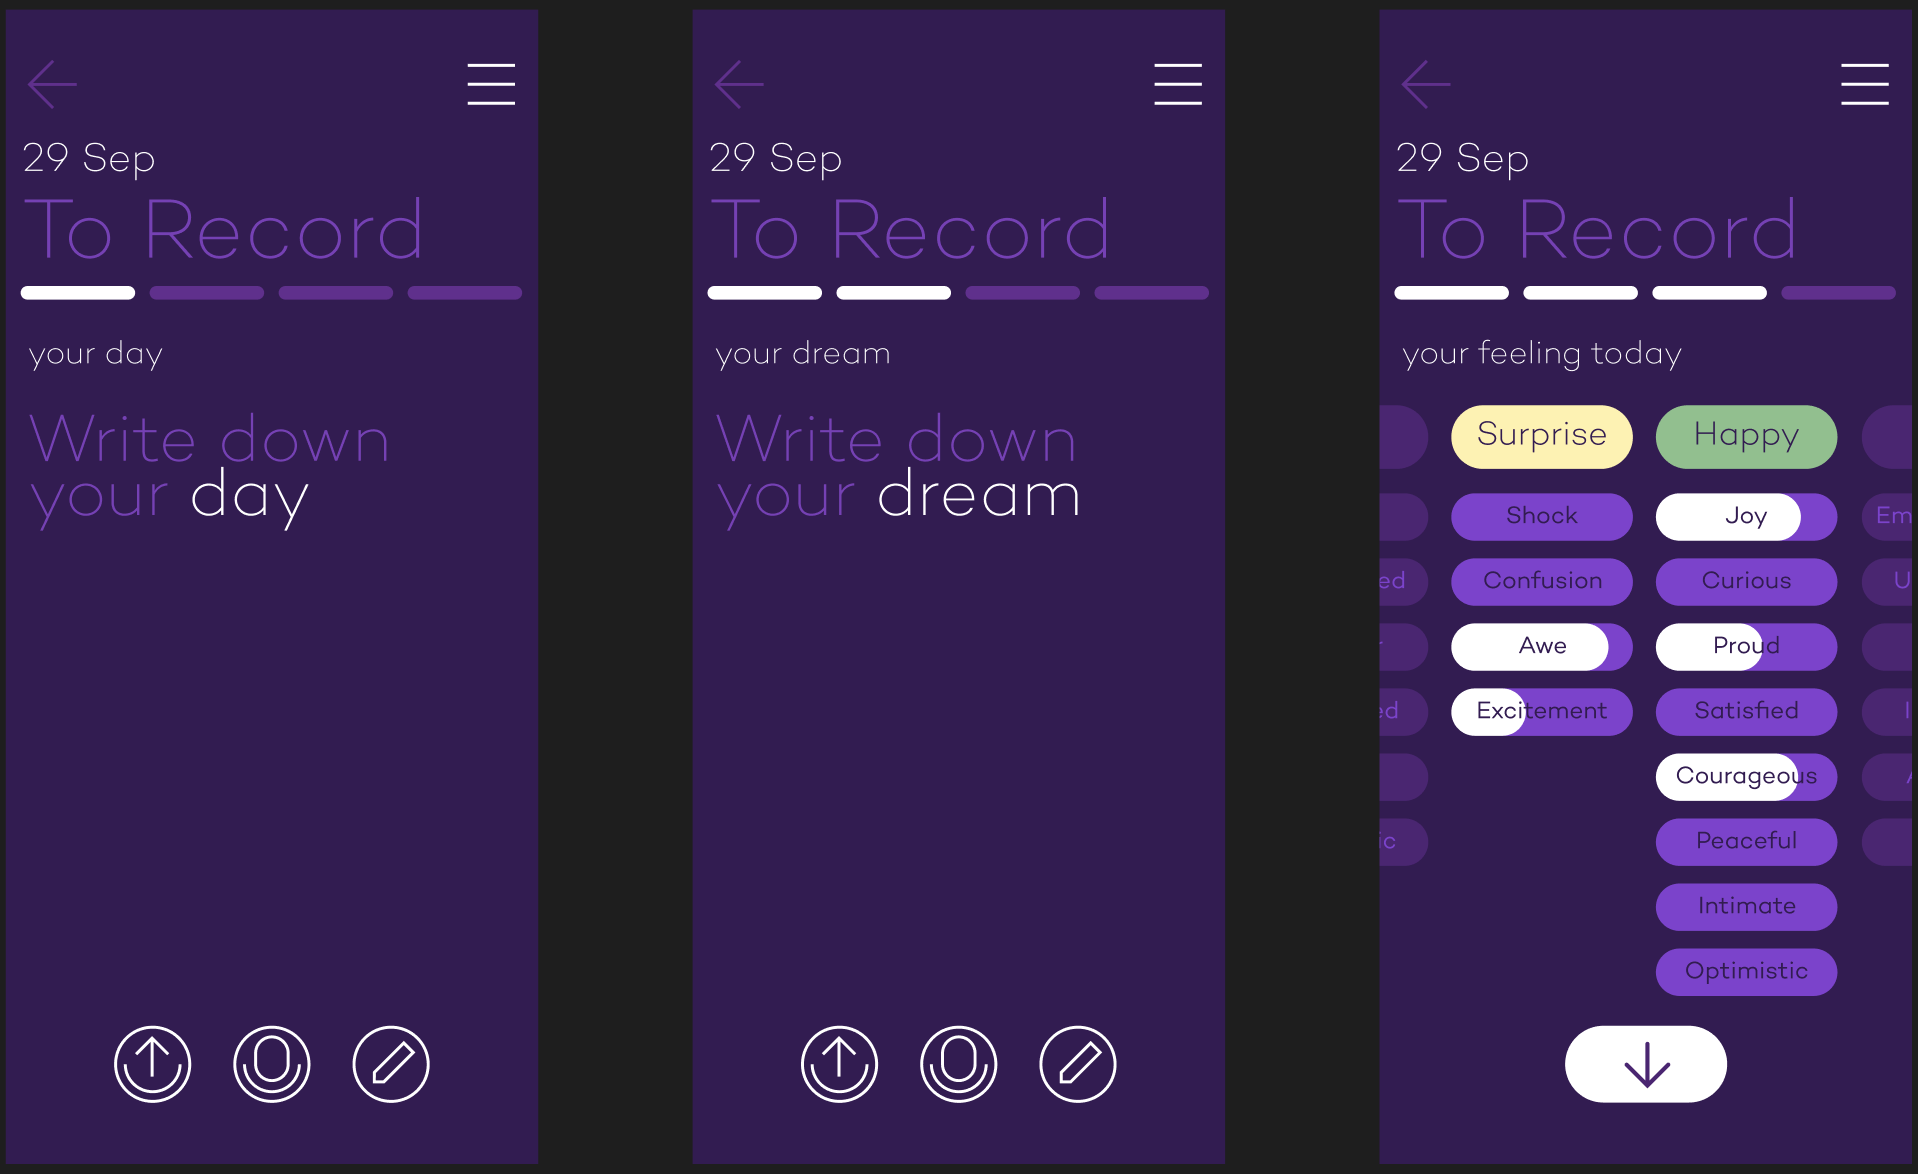 29 Sep
To Record
your day
Write down
your day
29 Sep
To Record
your dream
Write down
your dream
29 Sep
To Record
your feeling today
Surprise
Happy
Shock
Joy
Em
ed
Confusion
Curious
U
Awe
Proud
ed
Excitement
Satisfied
I
Courageous
A
ic
Peaceful
Intimate
Optimistic